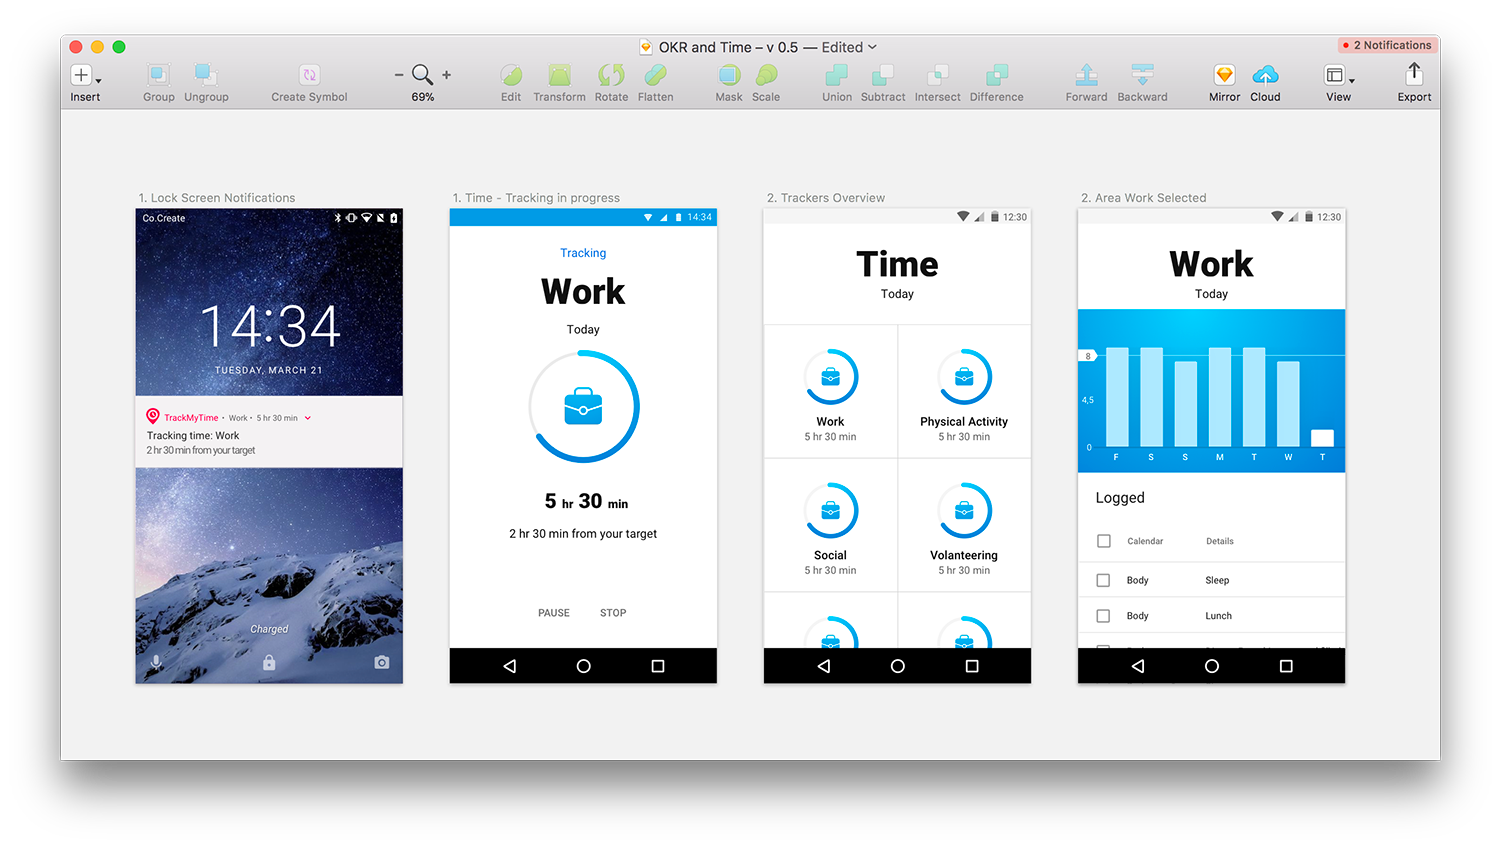 OKR and Time – v 0.5 — Edited
2 Notifications
Insert
Group
Ungroup
Create Symbol
69%
Edit
Transform
Rotate
Flatten
Mask
Scale
Union
Subtract
Intersect
Difference
Forward
Backward
Mirror
Cloud
View
Export
1. Lock Screen Notifications
Co.Create
14:34
TUESDAY, MARCH 21
TrackMyTime • Work • 5 hr 30 min
Tracking time: Work
2 hr 30 min from your target
Charged
1. Time - Tracking in progress
14:34
Tracking
Work
Today
5 hr 30 min
2 hr 30 min from your target
PAUSE STOP
2. Trackers Overview
12:30
Time
Today
Work
5 hr 30 min
Physical Activity
5 hr 30 min
Social
5 hr 30 min
Volanteering
5 hr 30 min
2. Area Work Selected
12:30
Work
Today
8
4,5
0
F S S M T W T
Logged
Calendar Details
Body Sleep
Body Lunch